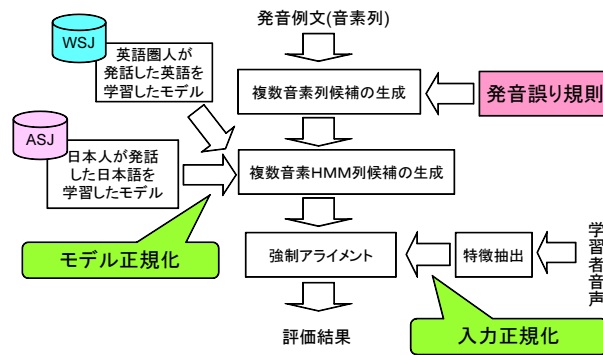 発音例文(音素列)
WSJ
英語圏人が
発話した英語を
学習したモデル
複数音素列候補の生成
発音誤り規則
ASJ
日本人が発話
した日本語を
学習したモデル
複数音素HMM列候補の生成
モデル正規化
強制アライメント
特徴抽出
学習者音声
評価結果
入力正規化